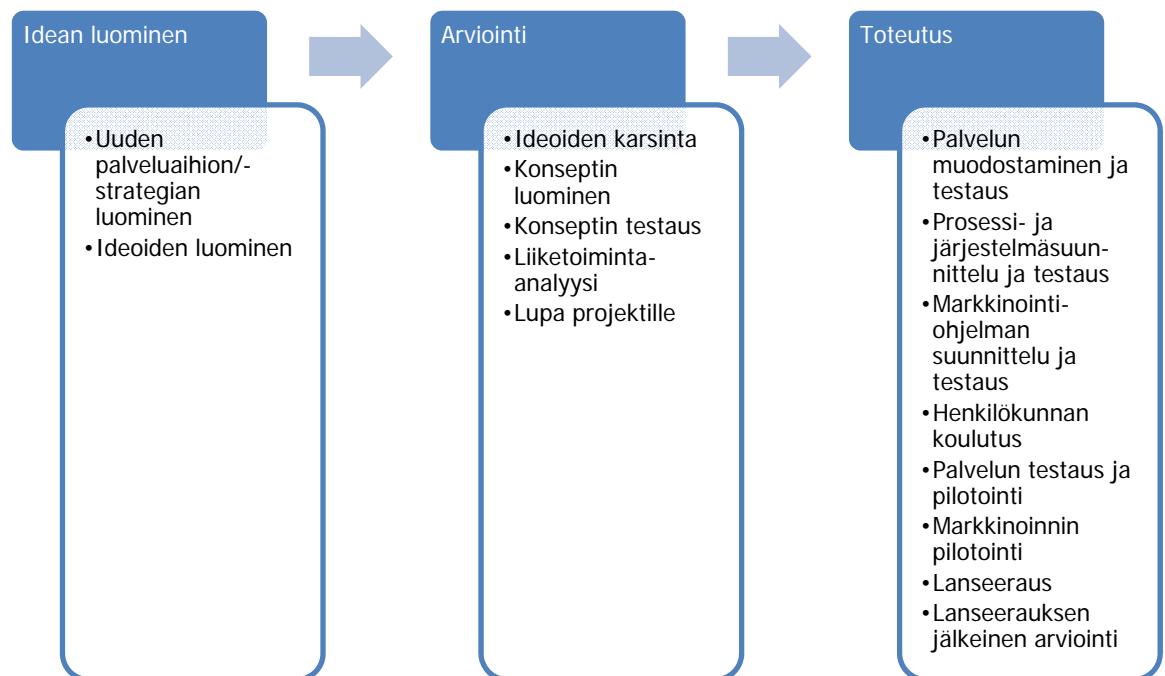 Idean luominen
•Uuden
palveluaihion/-
strategian
luominen
•Ideoiden luominen
Arviointi
•Ideoiden karsinta
•Konseptin
luominen
•Konseptin testaus
•Liiketoiminta-
analyysi
•Lupa projektille
Toteutus
•Palvelun
muodostaminen ja
testaus
•Prosessi- ja
järjestelmäsuun-
nittelu ja testaus
•Markkinointi-
ohjelman
suunnittelu ja
testaus
•Henkilökunnan
koulutus
•Palvelun testaus ja
pilotointi
•Markkinoinnin
pilotointi
•Lanseeraus
•Lanseerauksen
jälkeinen arviointi